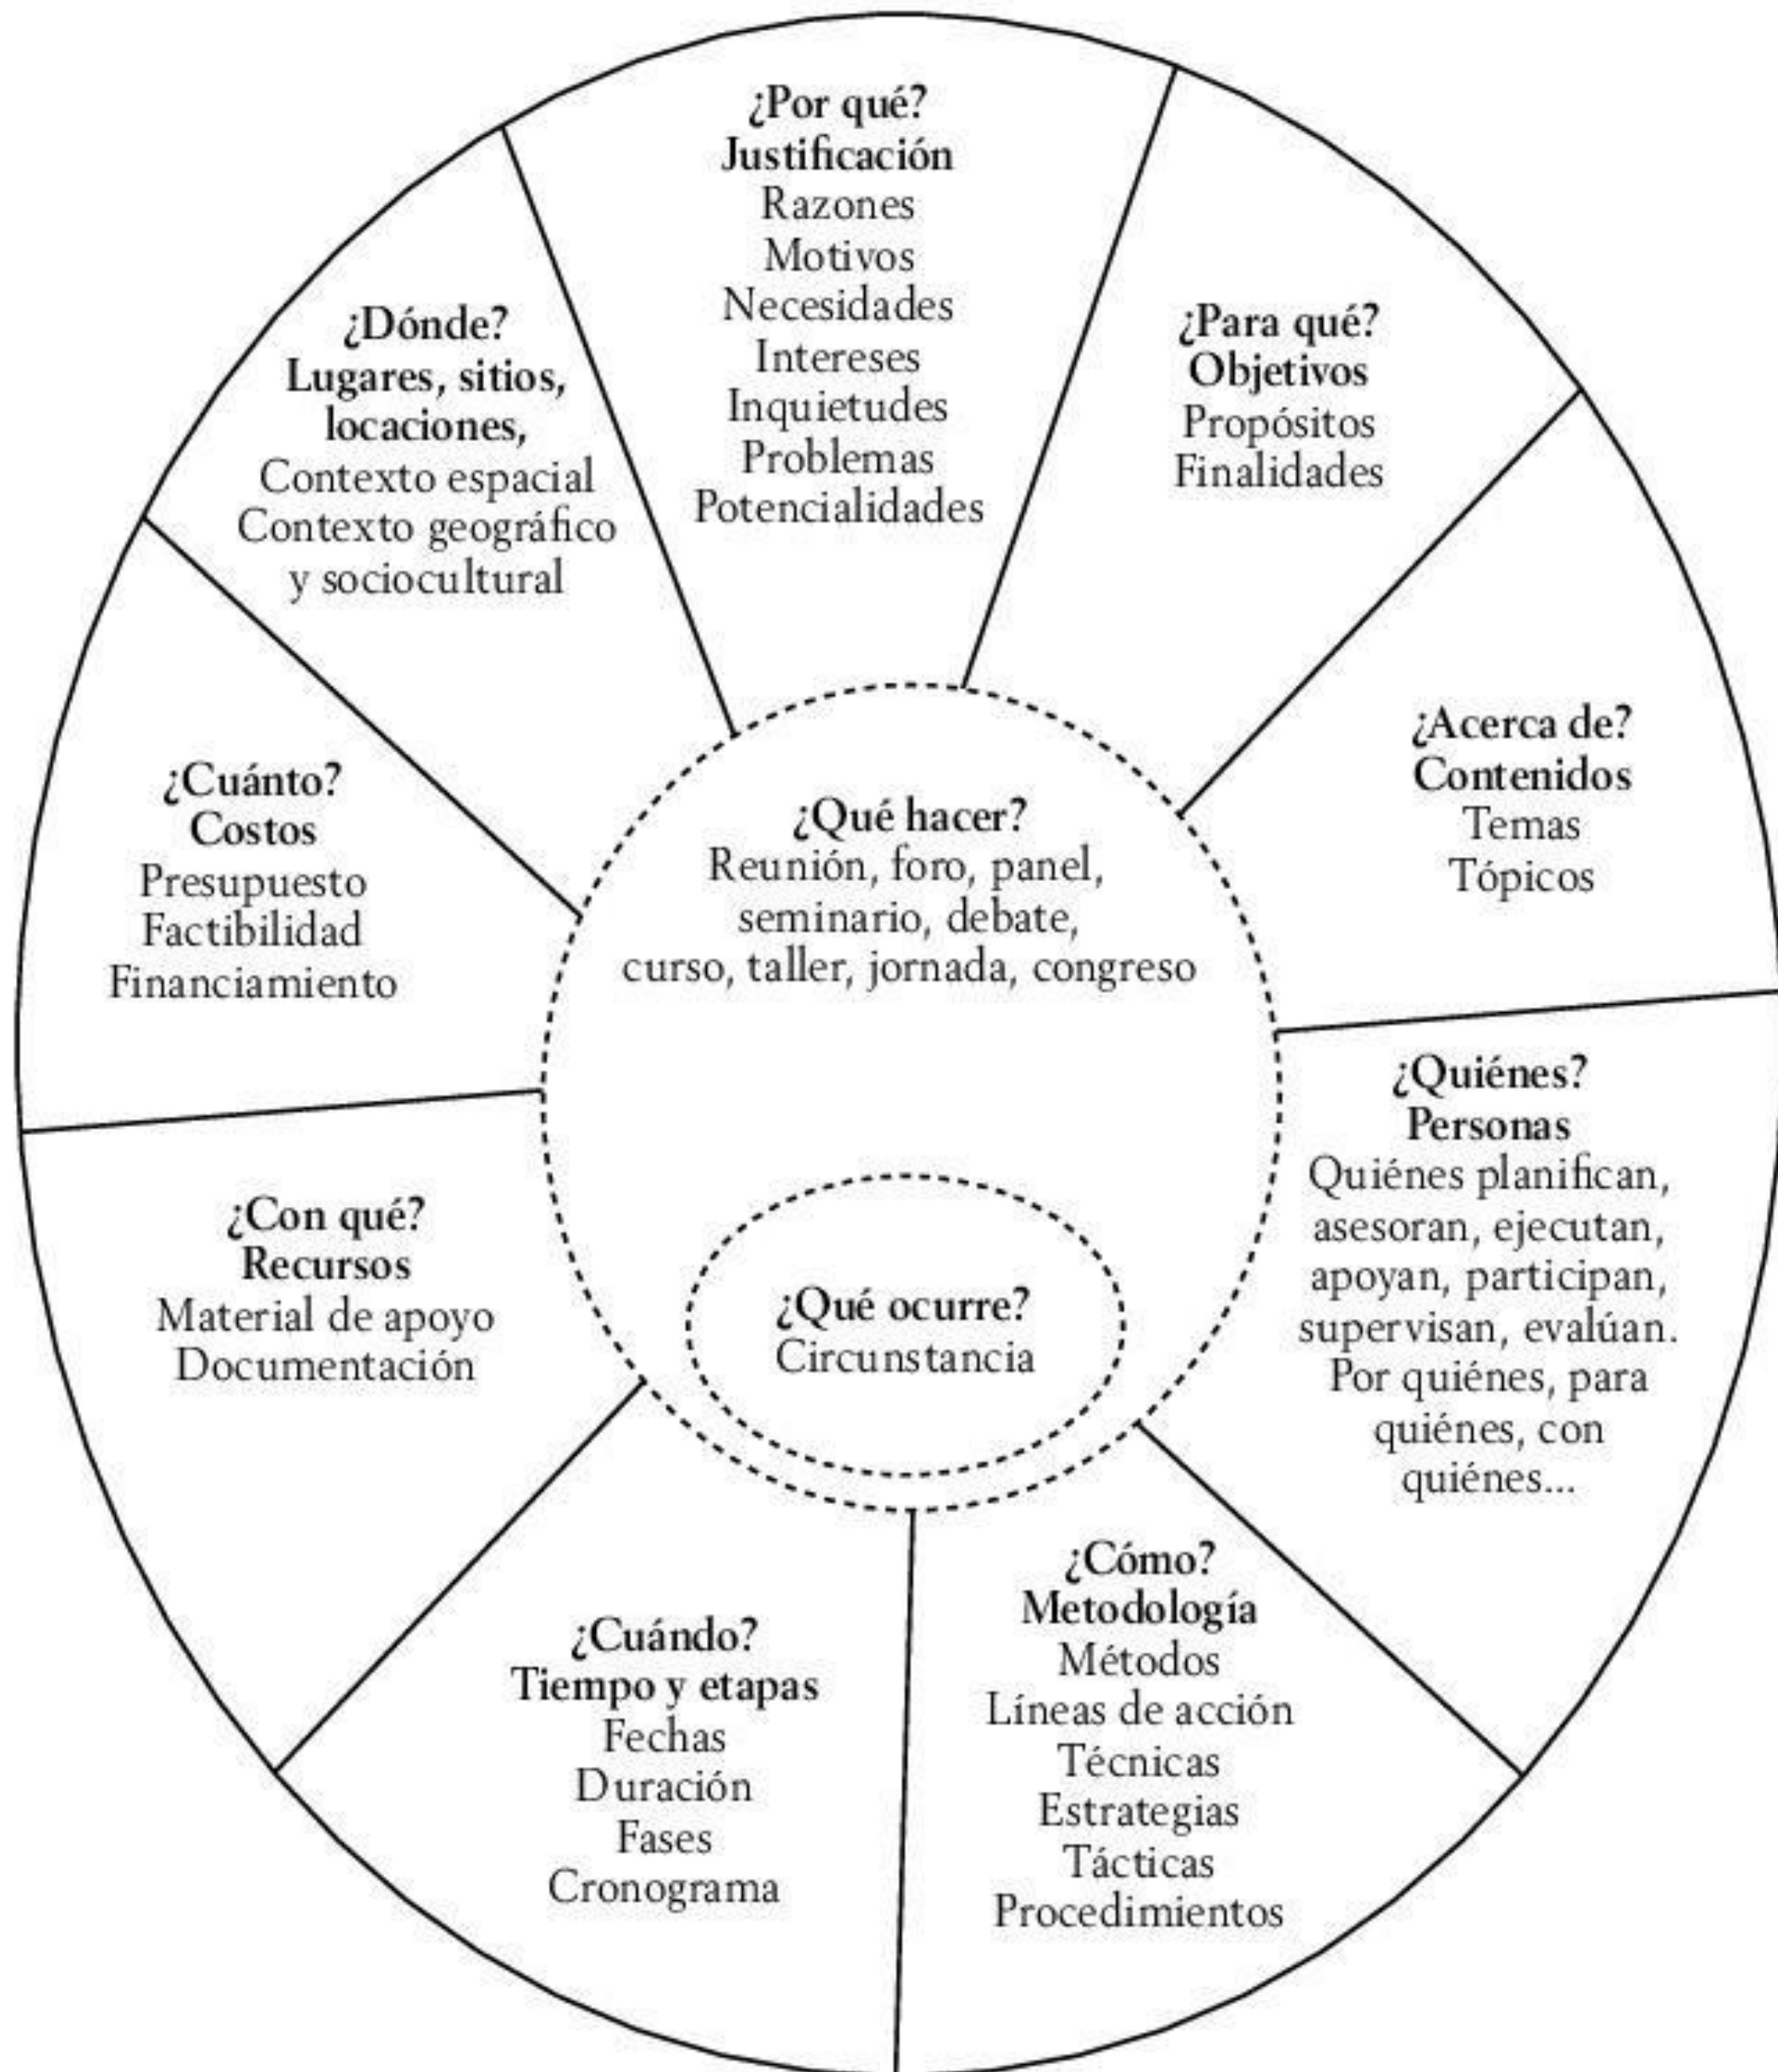 ¿Por qué?
Justificación
Razones
Motivos
Necesidades
Intereses
Inquietudes
Problemas
Potencialidades
¿Para qué?
Objetivos
Propósitos
Finalidades
¿Acerca de?
Contenidos
Temas
Tópicos
¿Quiénes?
Personas
Quiénes planifican,
asesoran, ejecutan,
apoyan, participan,
supervisan, evalúan.
Por quiénes, para
quiénes, con
quiénes...
¿Cómo?
Metodología
Métodos
Líneas de acción
Técnicas
Estrategias
Tácticas
Procedimientos
¿Cuándo?
Tiempo y etapas
Fechas
Duración
Fases
Cronograma
¿Con qué?
Recursos
Material de apoyo
Documentación
¿Cuánto?
Costos
Presupuesto
Factibilidad
Financiamiento
¿Dónde?
Lugares, sitios,
locaciones,
Contexto espacial
Contexto geográfico
y sociocultural
¿Qué hacer?
Reunión, foro, panel,
seminario, debate,
curso, taller, jornada, congreso
¿Qué ocurre?
Circunstancia